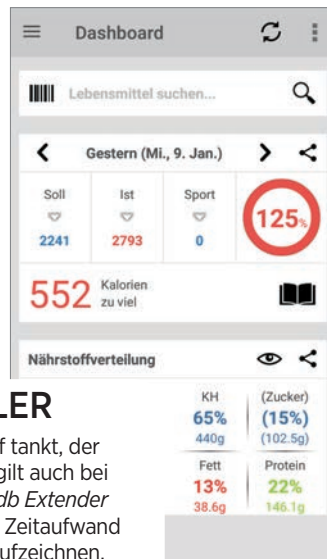 Dashboard
Lebensmittel suchen...
Gestern (Mi., 9. Jan.)
Soll Ist Sport
2241 2793 0
125%
552 Kalorien zu viel
Nährstoffverteilung
KH (Zucker)
65% (15%)
440g (102.5g)
Fett Protein
13% 22%
38.6g 146.1g
LER
f tankt, der
gilt auch bei
db Extender
Zeitaufwand
ufzeichnen.